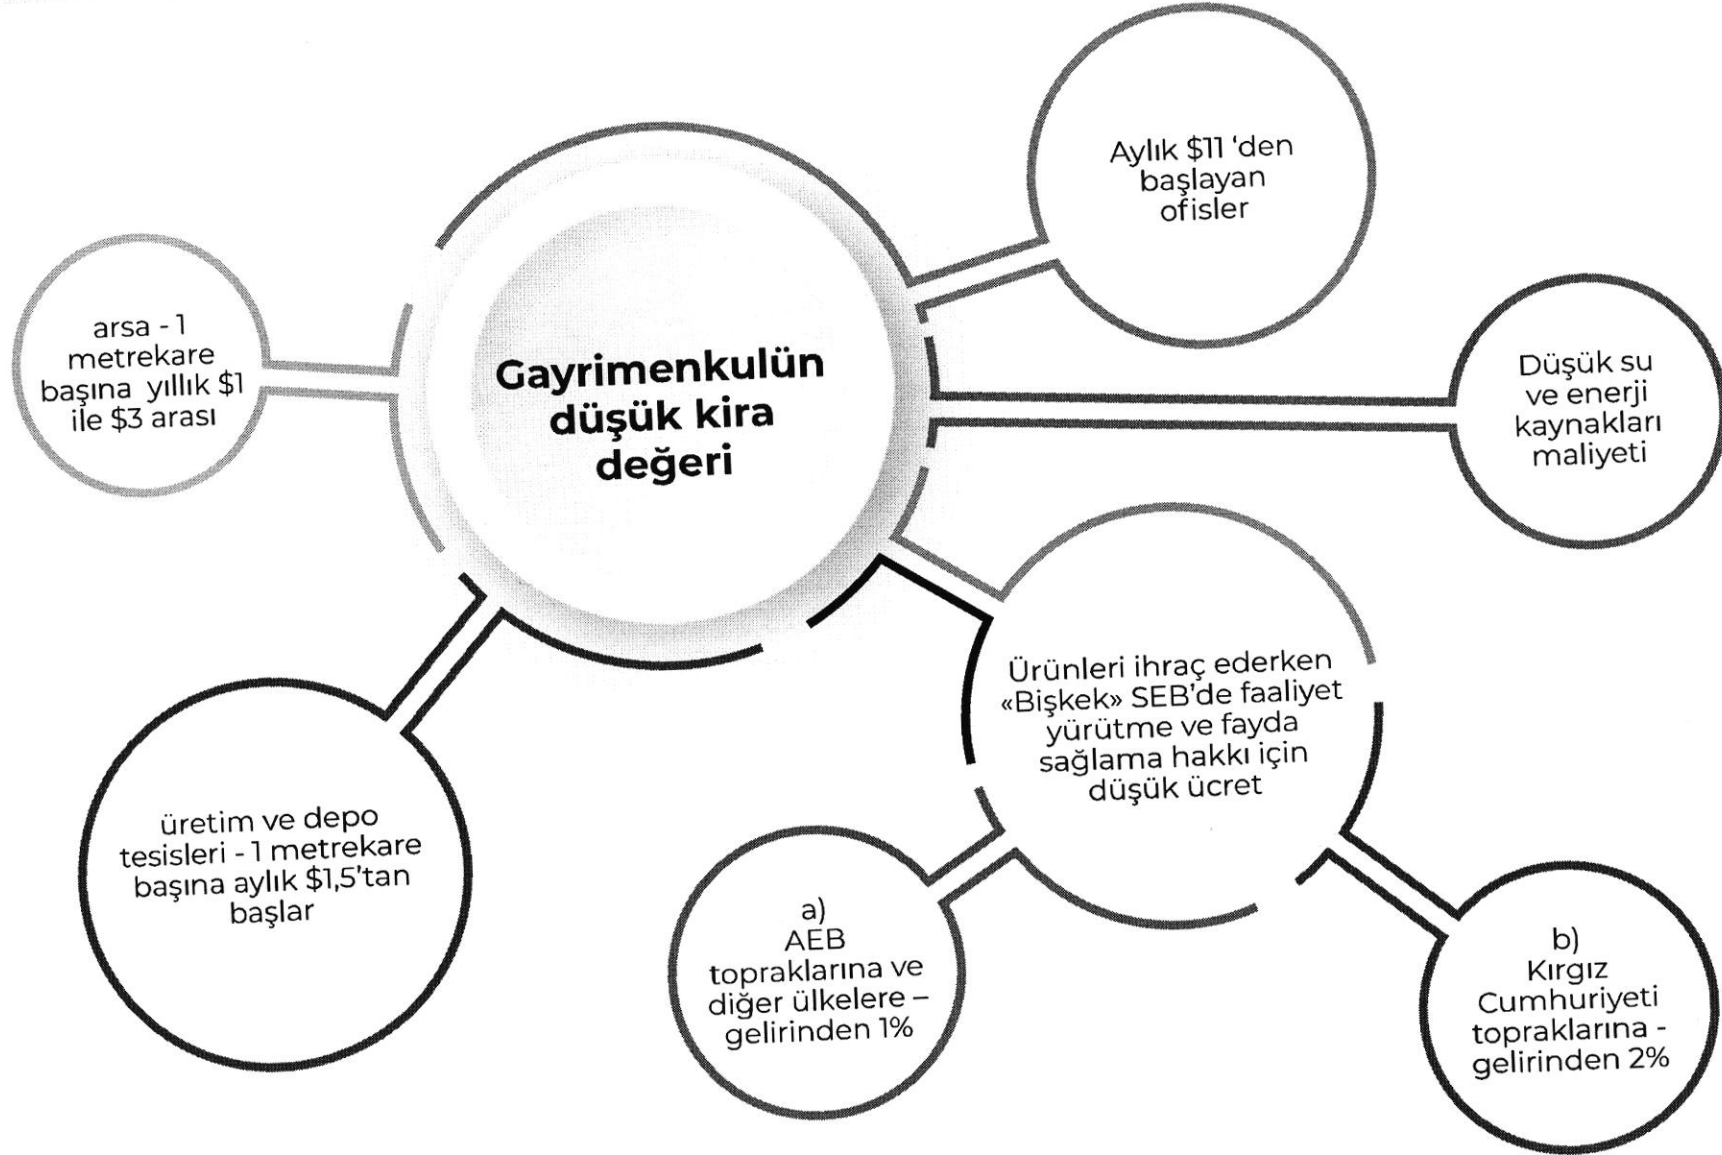 Aylık $11 ‘den
başlayan
ofisler
arsa - 1
metrekare
başına yıllık $1
ile $3 arası
Gayrimenkulün
düşük kira
değeri
Düşük su
ve enerji
kaynakları
maliyeti
Ürünleri ihraç ederken
«Bişkek» SEB’de faaliyet
yürütme ve fayda
sağlama hakkı için
düşük ücret
üretim ve depo
tesisleri - 1 metrekare
başına aylık $1,5’tan
başlar
a)
AEB
topraklarına ve
diğer ülkelere –
gelirinden 1%
b)
Kırgız
Cumhuriyeti
topraklarına -
gelirinden 2%